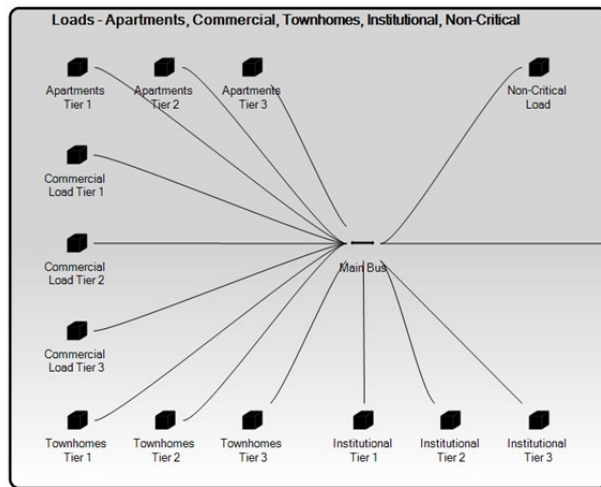 Loads - Apartments, Commercial, Townhomes, Institutional, Non-Critical
Apartments
Tier 1
Apartments
Tier 2
Apartments
Tier 3
Non-Critical
Load
Commercial
Load Tier 1
Commercial
Load Tier 2
Main Bus
Commercial
Load Tier 3
Townhomes
Tier 1
Townhomes
Tier 2
Townhomes
Tier 3
Institutional
Tier 1
Institutional
Tier 2
Institutional
Tier 3